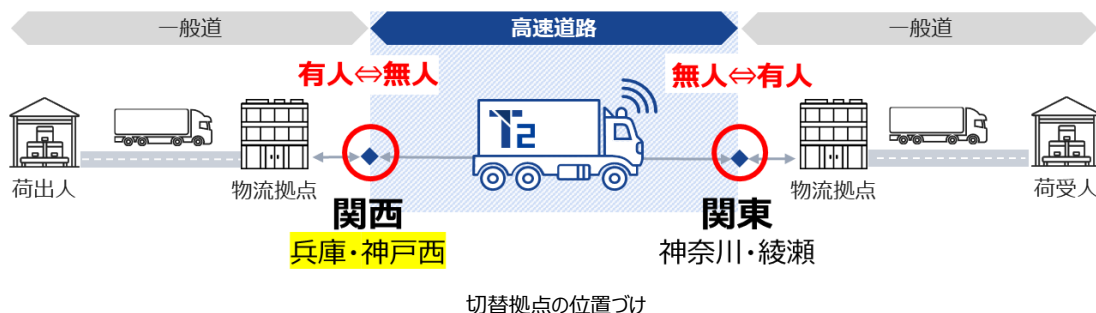 一般道
高速道路
一般道
有人⇔無人
無人⇔有人
T2
荷出人
物流拠点
物流拠点
荷受人
関西
関東
兵庫・神戸西
神奈川・綾瀬
切替拠点の位置づけ